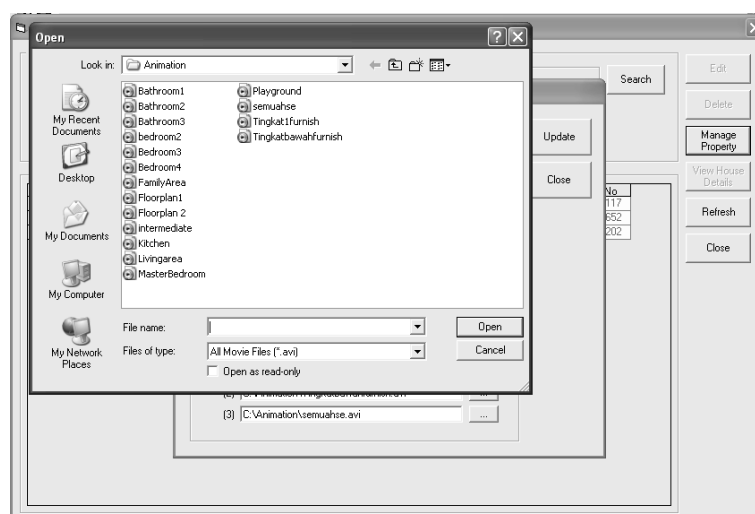 Open
Look in: Animation
My Recent
Documents
Desktop
My Documents
My Computer
My Network
Places
Bathroom1
Bathroom2
Bathroom3
bedroom2
Bedroom3
Bedroom4
FamilyArea
Floorplan1
Floorplan 2
intermediate
Kitchen
Livingarea
MasterBedroom
Playground
semuahse
Tingkat1furnish
Tingkatbawahfurnish
File name:
Open
Files of type: All Movie Files (*.avi)
Cancel
Open as read-only
(3) C:\Animation\semuahse.avi ...
Update
Close
Search
No
117
652
202
Edit
Delete
Manage
Property
View House
Details
Refresh
Close